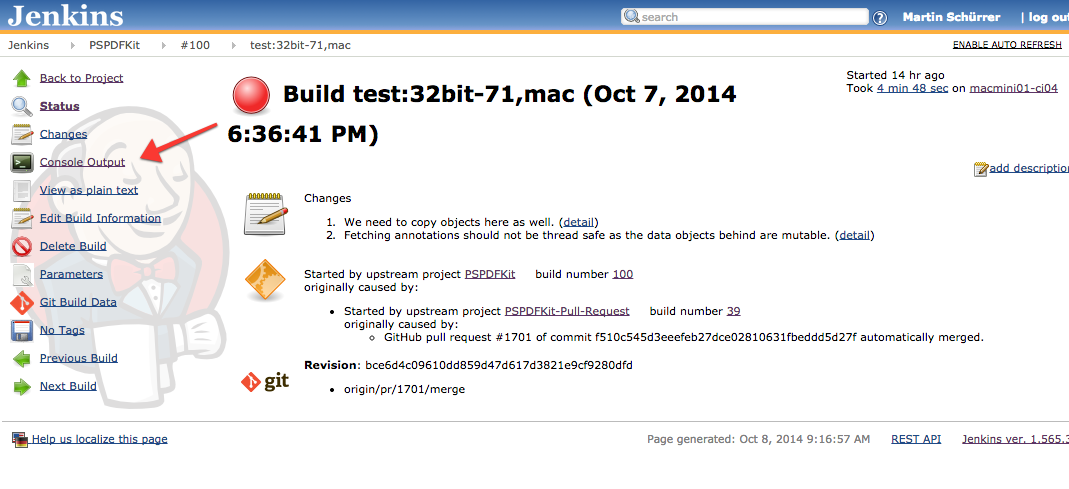 Jenkins
search
Martin Schürrer | log out
Jenkins PSPDFKit #100 test:32bit-71,mac
ENABLE AUTO REFRESH
Back to Project
Status
Changes
Console Output
View as plain text
Edit Build Information
Delete Build
Parameters
Git Build Data
No Tags
Previous Build
Next Build
Build test:32bit-71,mac (Oct 7, 2014
6:36:41 PM)
Started 14 hr ago
Took 4 min 48 sec on macmini01-ci04
add description
Changes
1. We need to copy objects here as well. (detail)
2. Fetching annotations should not be thread safe as the data objects behind are mutable. (detail)
Started by upstream project PSPDFKit build number 100
originally caused by:
Started by upstream project PSPDFKit-Pull-Request build number 39
originally caused by:
GitHub pull request #1701 of commit f510c545d3eeefeb27dce02810631fbeddd5d27f automatically merged.
git
Revision: bce6d4c09610dd859d47d617d3821e9cf9280dfd
origin/pr/1701/merge
Help us localize this page
Page generated: Oct 8, 2014 9:16:57 AM REST API Jenkins ver. 1.565.3